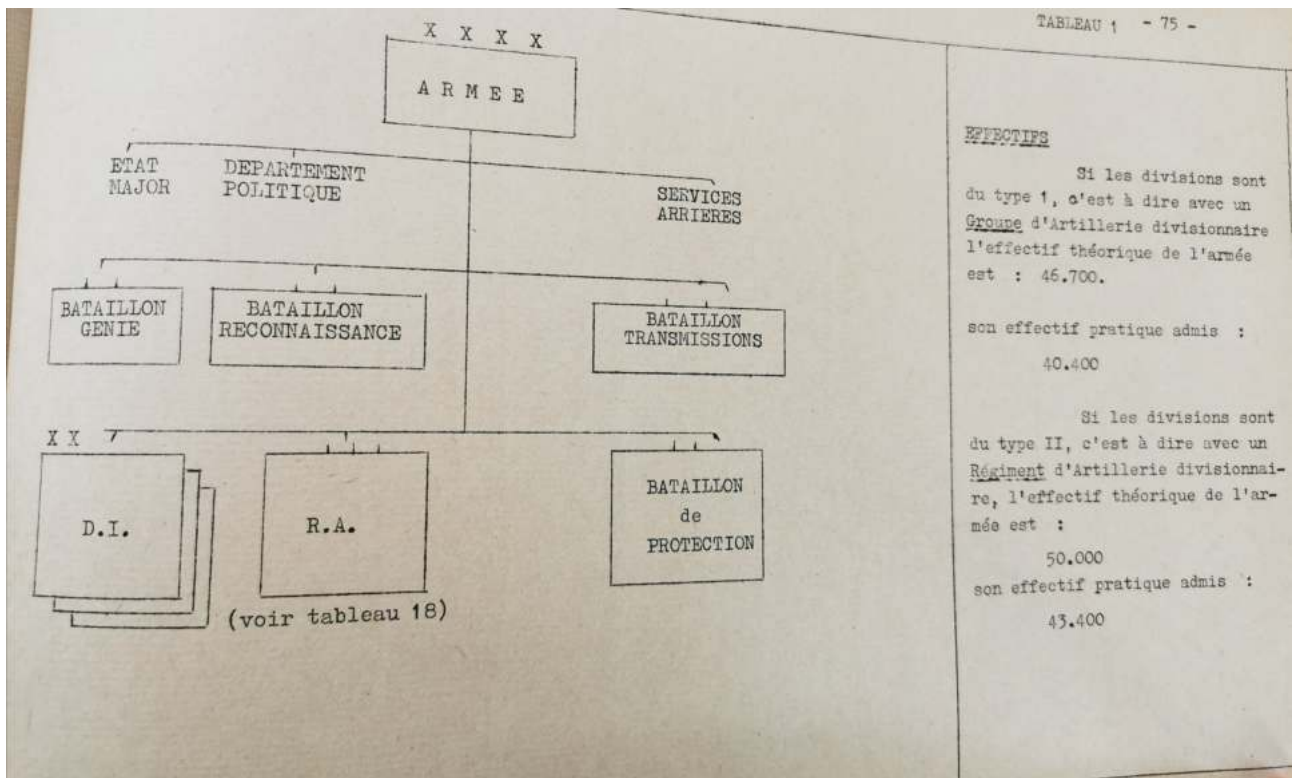 TABLEAU 1 - 75 -
X X X X
A R M E E
ETAT
MAJOR
DEPARTEMENT
POLITIQUE
SERVICES
ARRIERES
BATAILLON
GENIE
BATAILLON
RECONNAISSANCE
BATAILLON
TRANSMISSIONS
X X
D.I.
R.A.
BATAILLON
de
PROTECTION
(voir tableau 18)
EFFECTIFS
Si les divisions sont
du type 1, c'est à dire avec un
Groupe d'Artillerie divisionnaire
l'effectif théorique de l'armée
est : 46.700.
son effectif pratique admis :
40.400
Si les divisions sont
du type II, c'est à dire avec un
Régiment d'Artillerie divisionnai-
re, l'effectif théorique de l'ar-
mée est :
50.000
son effectif pratique admis :
43.400